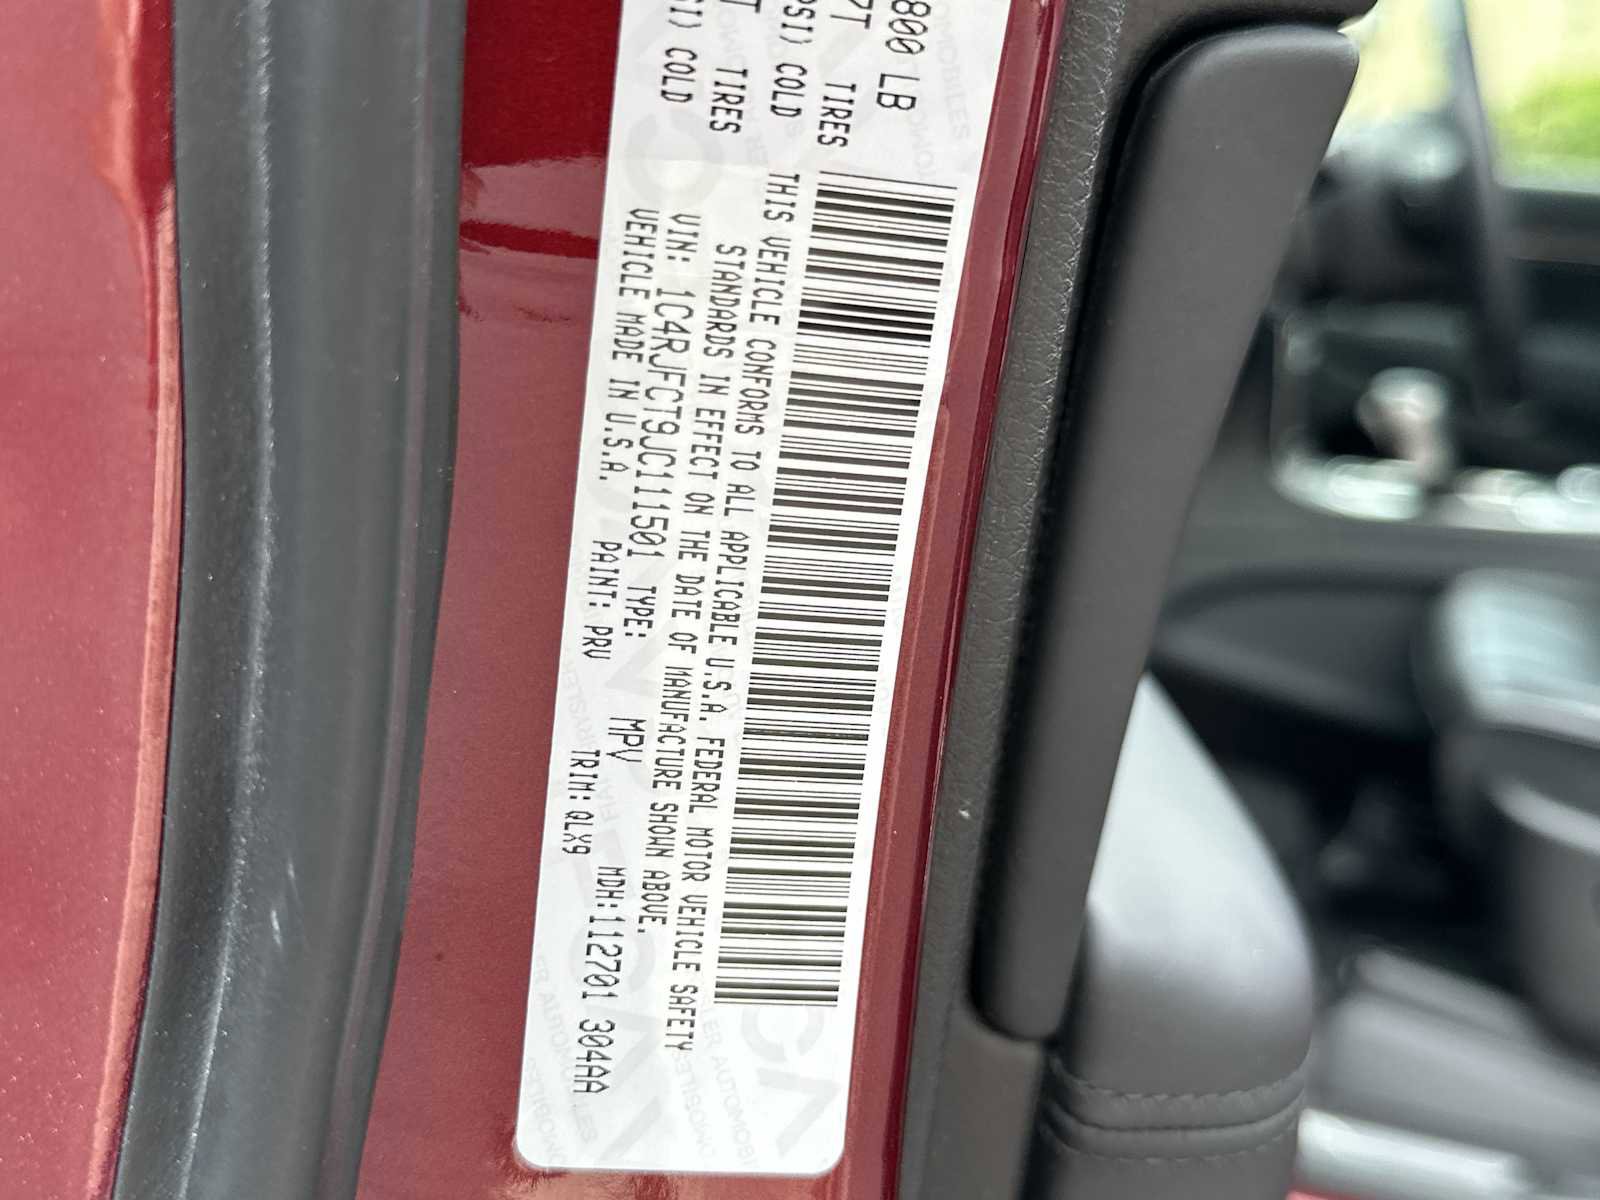 800 LB
7T TIRES
PSI) COLD
T TIRES
SI) COLD
THIS VEHICLE CONFORMS TO ALL APPLICABLE U.S.A. FEDERAL MOTOR VEHICLE SAFETY
STANDARDS IN EFFECT ON THE DATE OF MANUFACTURE SHOWN ABOVE.
VIN: 1C4RJFCT9JC111501 TYPE: MPV
VEHICLE MADE IN U.S.A. PAINT: PRV TRIM: QLX9 MDH:112701 304AA